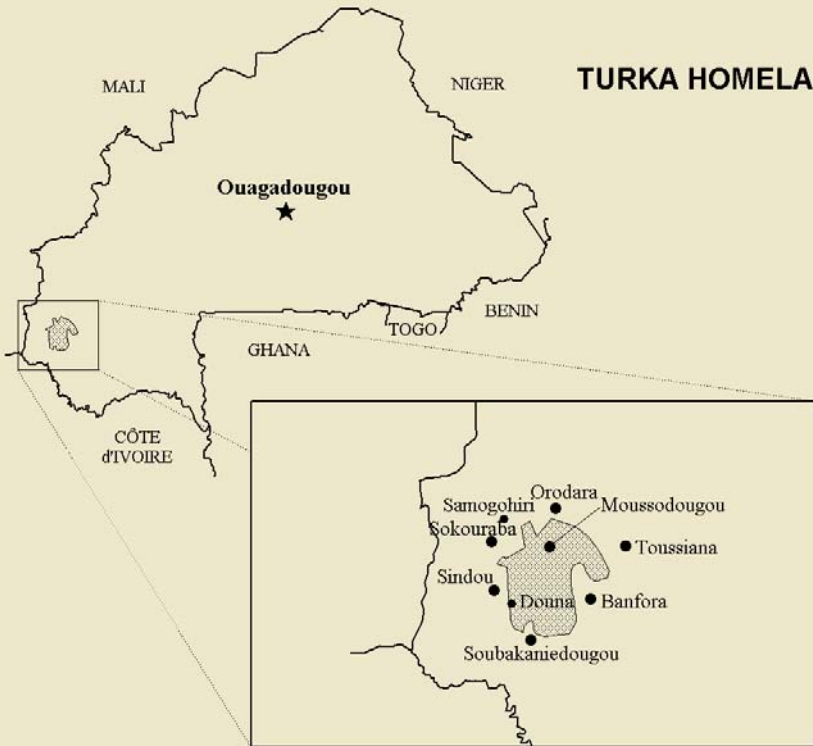 MALI
NIGER
TURKA HOMELA
Ouagadougou
BENIN
TOGO
GHANA
CÔTE
d'IVOIRE
Orodara
Samogohiri
Moussodougou
Sokouraba
Toussiana
Sindou
Douna
Banfora
Soubakaniedougou